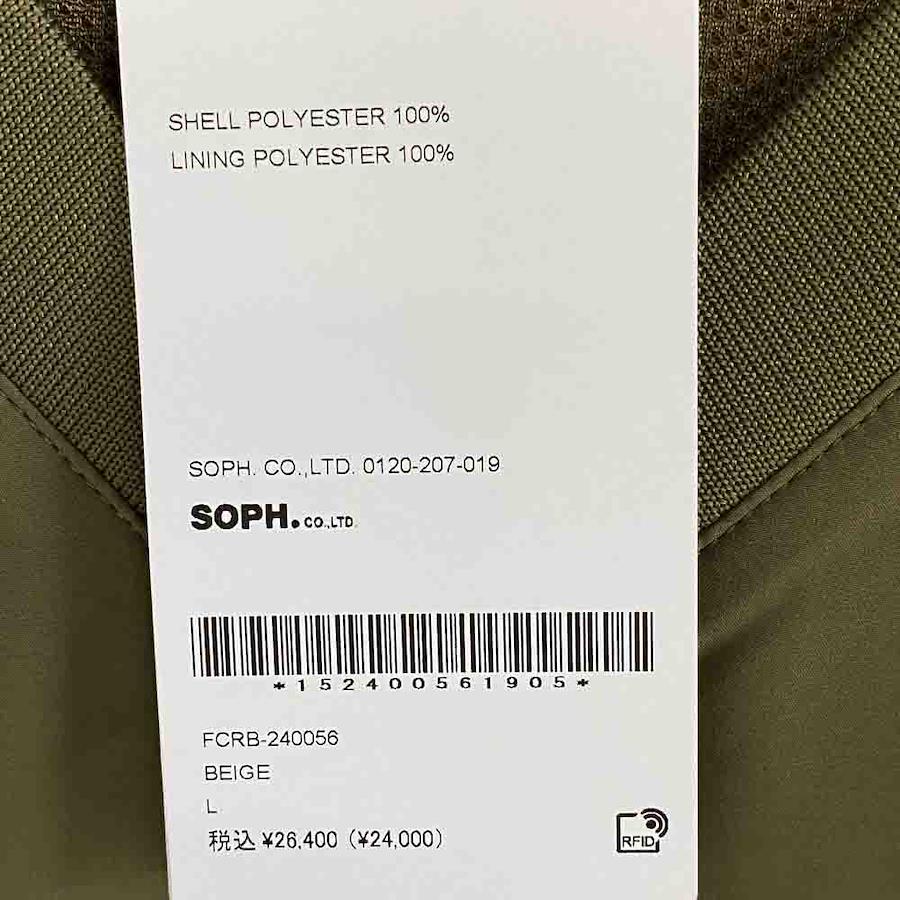 SHELL POLYESTER 100%
LINING POLYESTER 100%
SOPH. CO.,LTD. 0120-207-019
SOPH. CO.,LTD.
*152400561905*
FCRB-240056
BEIGE
L
税込 ¥26,400 (¥24,000)
RFID